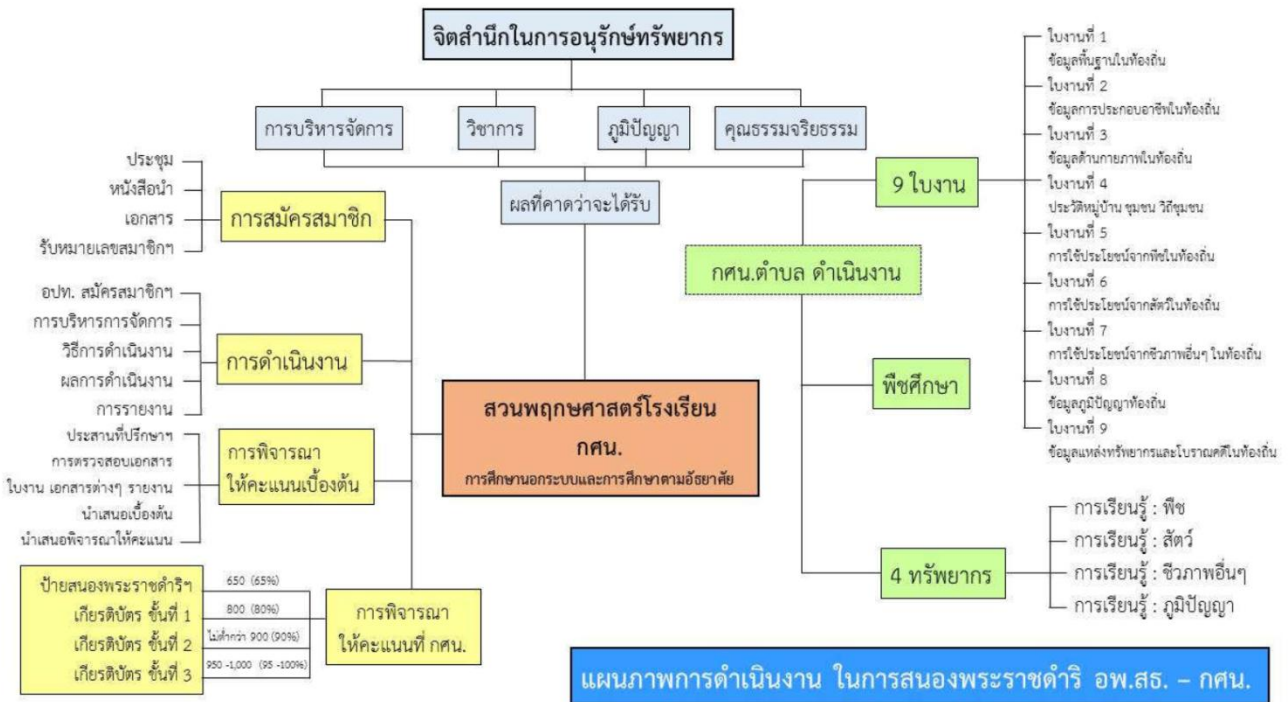 จิตสำนึกในการอนุรักษ์ทรัพยากร
การบริหารจัดการ
วิชาการ
ภูมิปัญญา
คุณธรรมจริยธรรม
ผลที่คาดว่าจะได้รับ
ประชุม
หนังสือนำ
เอกสาร
รับหมายเลขสมาชิกฯ
การสมัครสมาชิก
อปท. สมัครสมาชิกฯ
การบริหารการจัดการ
วิธีการดำเนินงาน
ผลการดำเนินงาน
การรายงาน
การดำเนินงาน
ประสานที่ปรึกษาฯ
การตรวจสอบเอกสาร
ใบงาน เอกสารต่างๆ รายงาน
นำเสนอเบื้องต้น
นำเสนอพิจารณาให้คะแนน
การพิจารณา
ให้คะแนนเบื้องต้น
ป้ายสนองพระราชดำริฯ
เกียรติบัตร ขั้นที่ 1
เกียรติบัตร ขั้นที่ 2
เกียรติบัตร ขั้นที่ 3
650 (65%)
800 (80%)
ไม่ต่ำกว่า 900 (90%)
950 -1,000 (95 -100%)
การพิจารณา
ให้คะแนนที่ กศน.
สวนพฤกษศาสตร์โรงเรียน
กศน.
การศึกษานอกระบบและการศึกษาตามอัธยาศัย
9 ใบงาน
กศน.ตำบล ดำเนินงาน
พืชศึกษา
4 ทรัพยากร
ใบงานที่ 1
ข้อมูลพื้นฐานในท้องถิ่น
ใบงานที่ 2
ข้อมูลการประกอบอาชีพในท้องถิ่น
ใบงานที่ 3
ข้อมูลด้านกายภาพในท้องถิ่น
ใบงานที่ 4
ประวัติหมู่บ้าน ชุมชน วิถีชุมชน
ใบงานที่ 5
การใช้ประโยชน์จากพืชในท้องถิ่น
ใบงานที่ 6
การใช้ประโยชน์จากสัตว์ในท้องถิ่น
ใบงานที่ 7
การใช้ประโยชน์จากชีวภาพอื่นๆ ในท้องถิ่น
ใบงานที่ 8
ข้อมูลภูมิปัญญาท้องถิ่น
ใบงานที่ 9
ข้อมูลแหล่งทรัพยากรและโบราณคดีในท้องถิ่น
การเรียนรู้ : พืช
การเรียนรู้ : สัตว์
การเรียนรู้ : ชีวภาพอื่นๆ
การเรียนรู้ : ภูมิปัญญา
แผนภาพการดำเนินงาน ในการสนองพระราชดำริ อพ.สธ. – กศน.